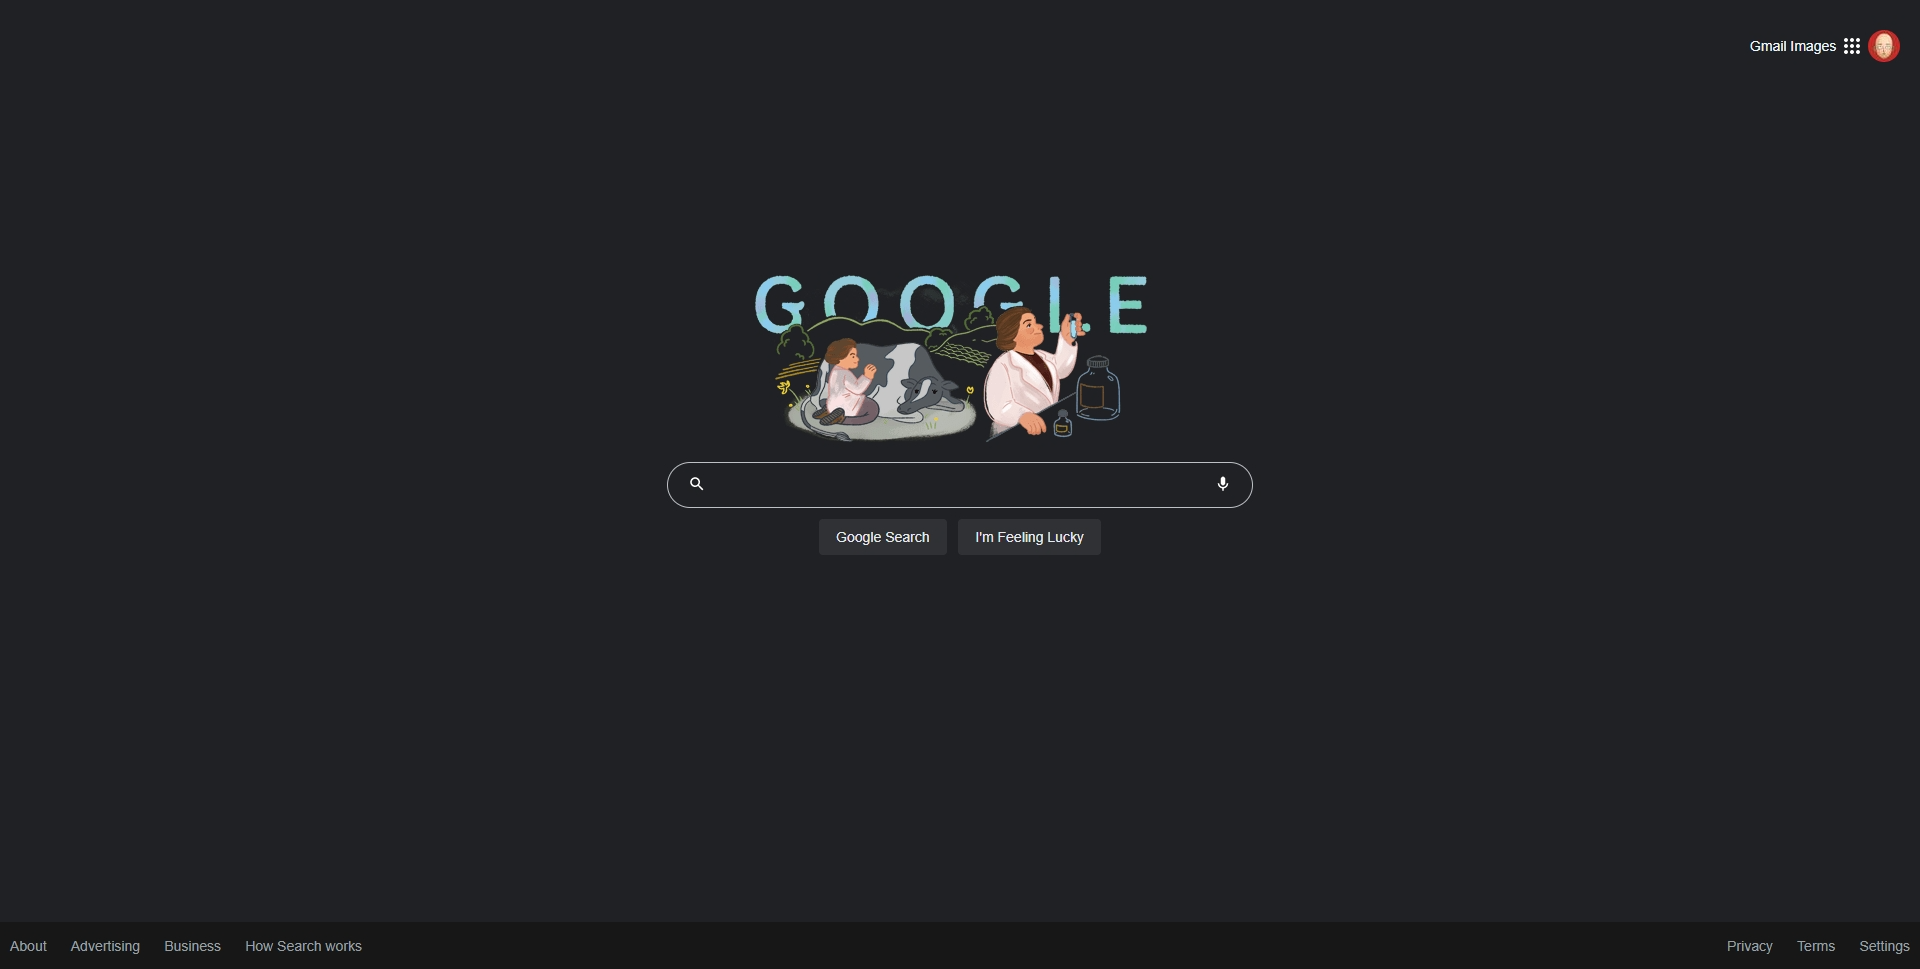 Gmail Images
GOOGLE
Google Search
I'm Feeling Lucky
About
Advertising
Business
How Search works
Privacy
Terms
Settings